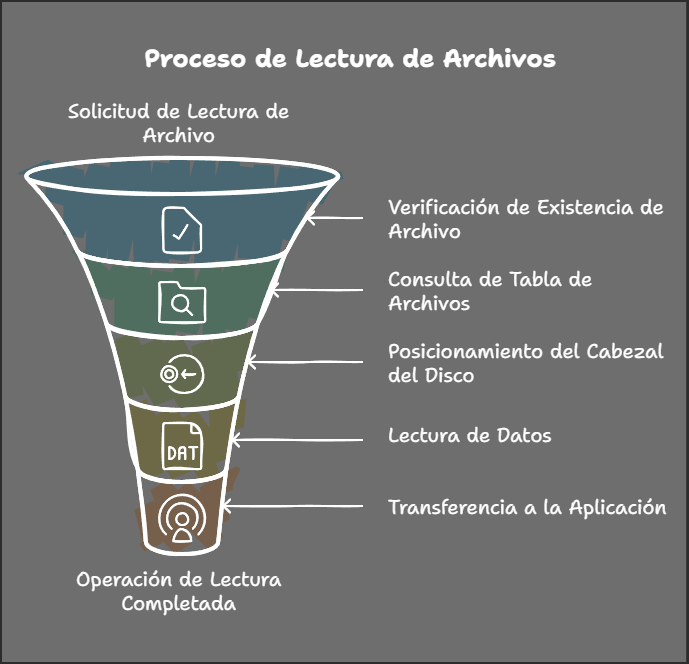 Proceso de Lectura de Archivos
Solicitud de Lectura de
Archivo
Verificación de Existencia de
Archivo
Consulta de Tabla de
Archivos
Posicionamiento del Cabezal
del Disco
DAT
Lectura de Datos
Transferencia a la Aplicación
Operación de Lectura
Completada